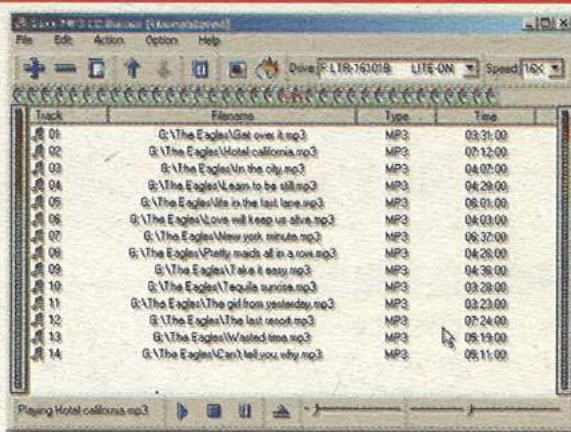 MP3 CD Burner
File Edit Action Option Help
Drive F:LTR-16101B LITE-ON Speed 16X
Track Filename Type Time
01 G:\The Eagles\Get over it.mp3 MP3 03:31:00
02 G:\The Eagles\Hotel california.mp3 MP3 07:12:00
03 G:\The Eagles\In the city.mp3 MP3 04:07:00
04 G:\The Eagles\Learn to be still.mp3 MP3 04:29:00
05 G:\The Eagles\life in the fast lane.mp3 MP3 06:01:00
06 G:\The Eagles\Love will keep us alive.mp3 MP3 04:03:00
07 G:\The Eagles\New york minute.mp3 MP3 06:37:00
08 G:\The Eagles\Pretty maids all in a row.mp3 MP3 04:26:00
09 G:\The Eagles\Take it easy.mp3 MP3 04:36:00
10 G:\The Eagles\Tequila sunrise.mp3 MP3 03:28:00
11 G:\The Eagles\The girl from yesterday.mp3 MP3 03:23:00
12 G:\The Eagles\The last resort.mp3 MP3 07:24:00
13 G:\The Eagles\Wasted time.mp3 MP3 05:19:00
14 G:\The Eagles\Can't tell you why.mp3 MP3 05:11:00
Playing Hotel california.mp3